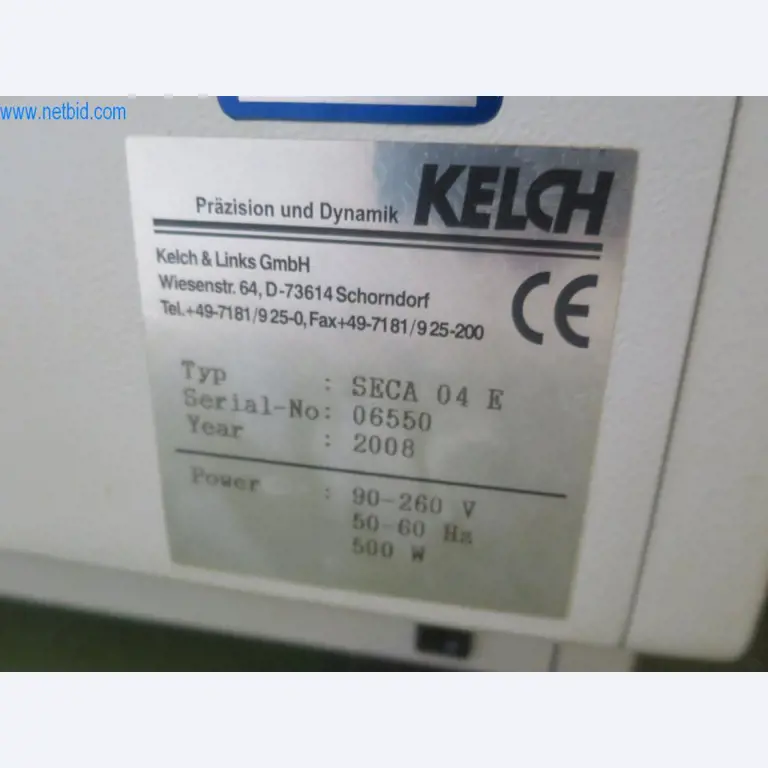 www.netbid.com
Präzision und Dynamik KELCH
Kelch & Links GmbH
Wiesenstr. 64, D-73614 Schorndorf
Tel.+49-7181/9 25-0, Fax+49-7181/9 25-200
CE
Typ : SECA 04 E
Serial-No: 06550
Year : 2008
Power : 90-260 V
50-60 Hz
500 W